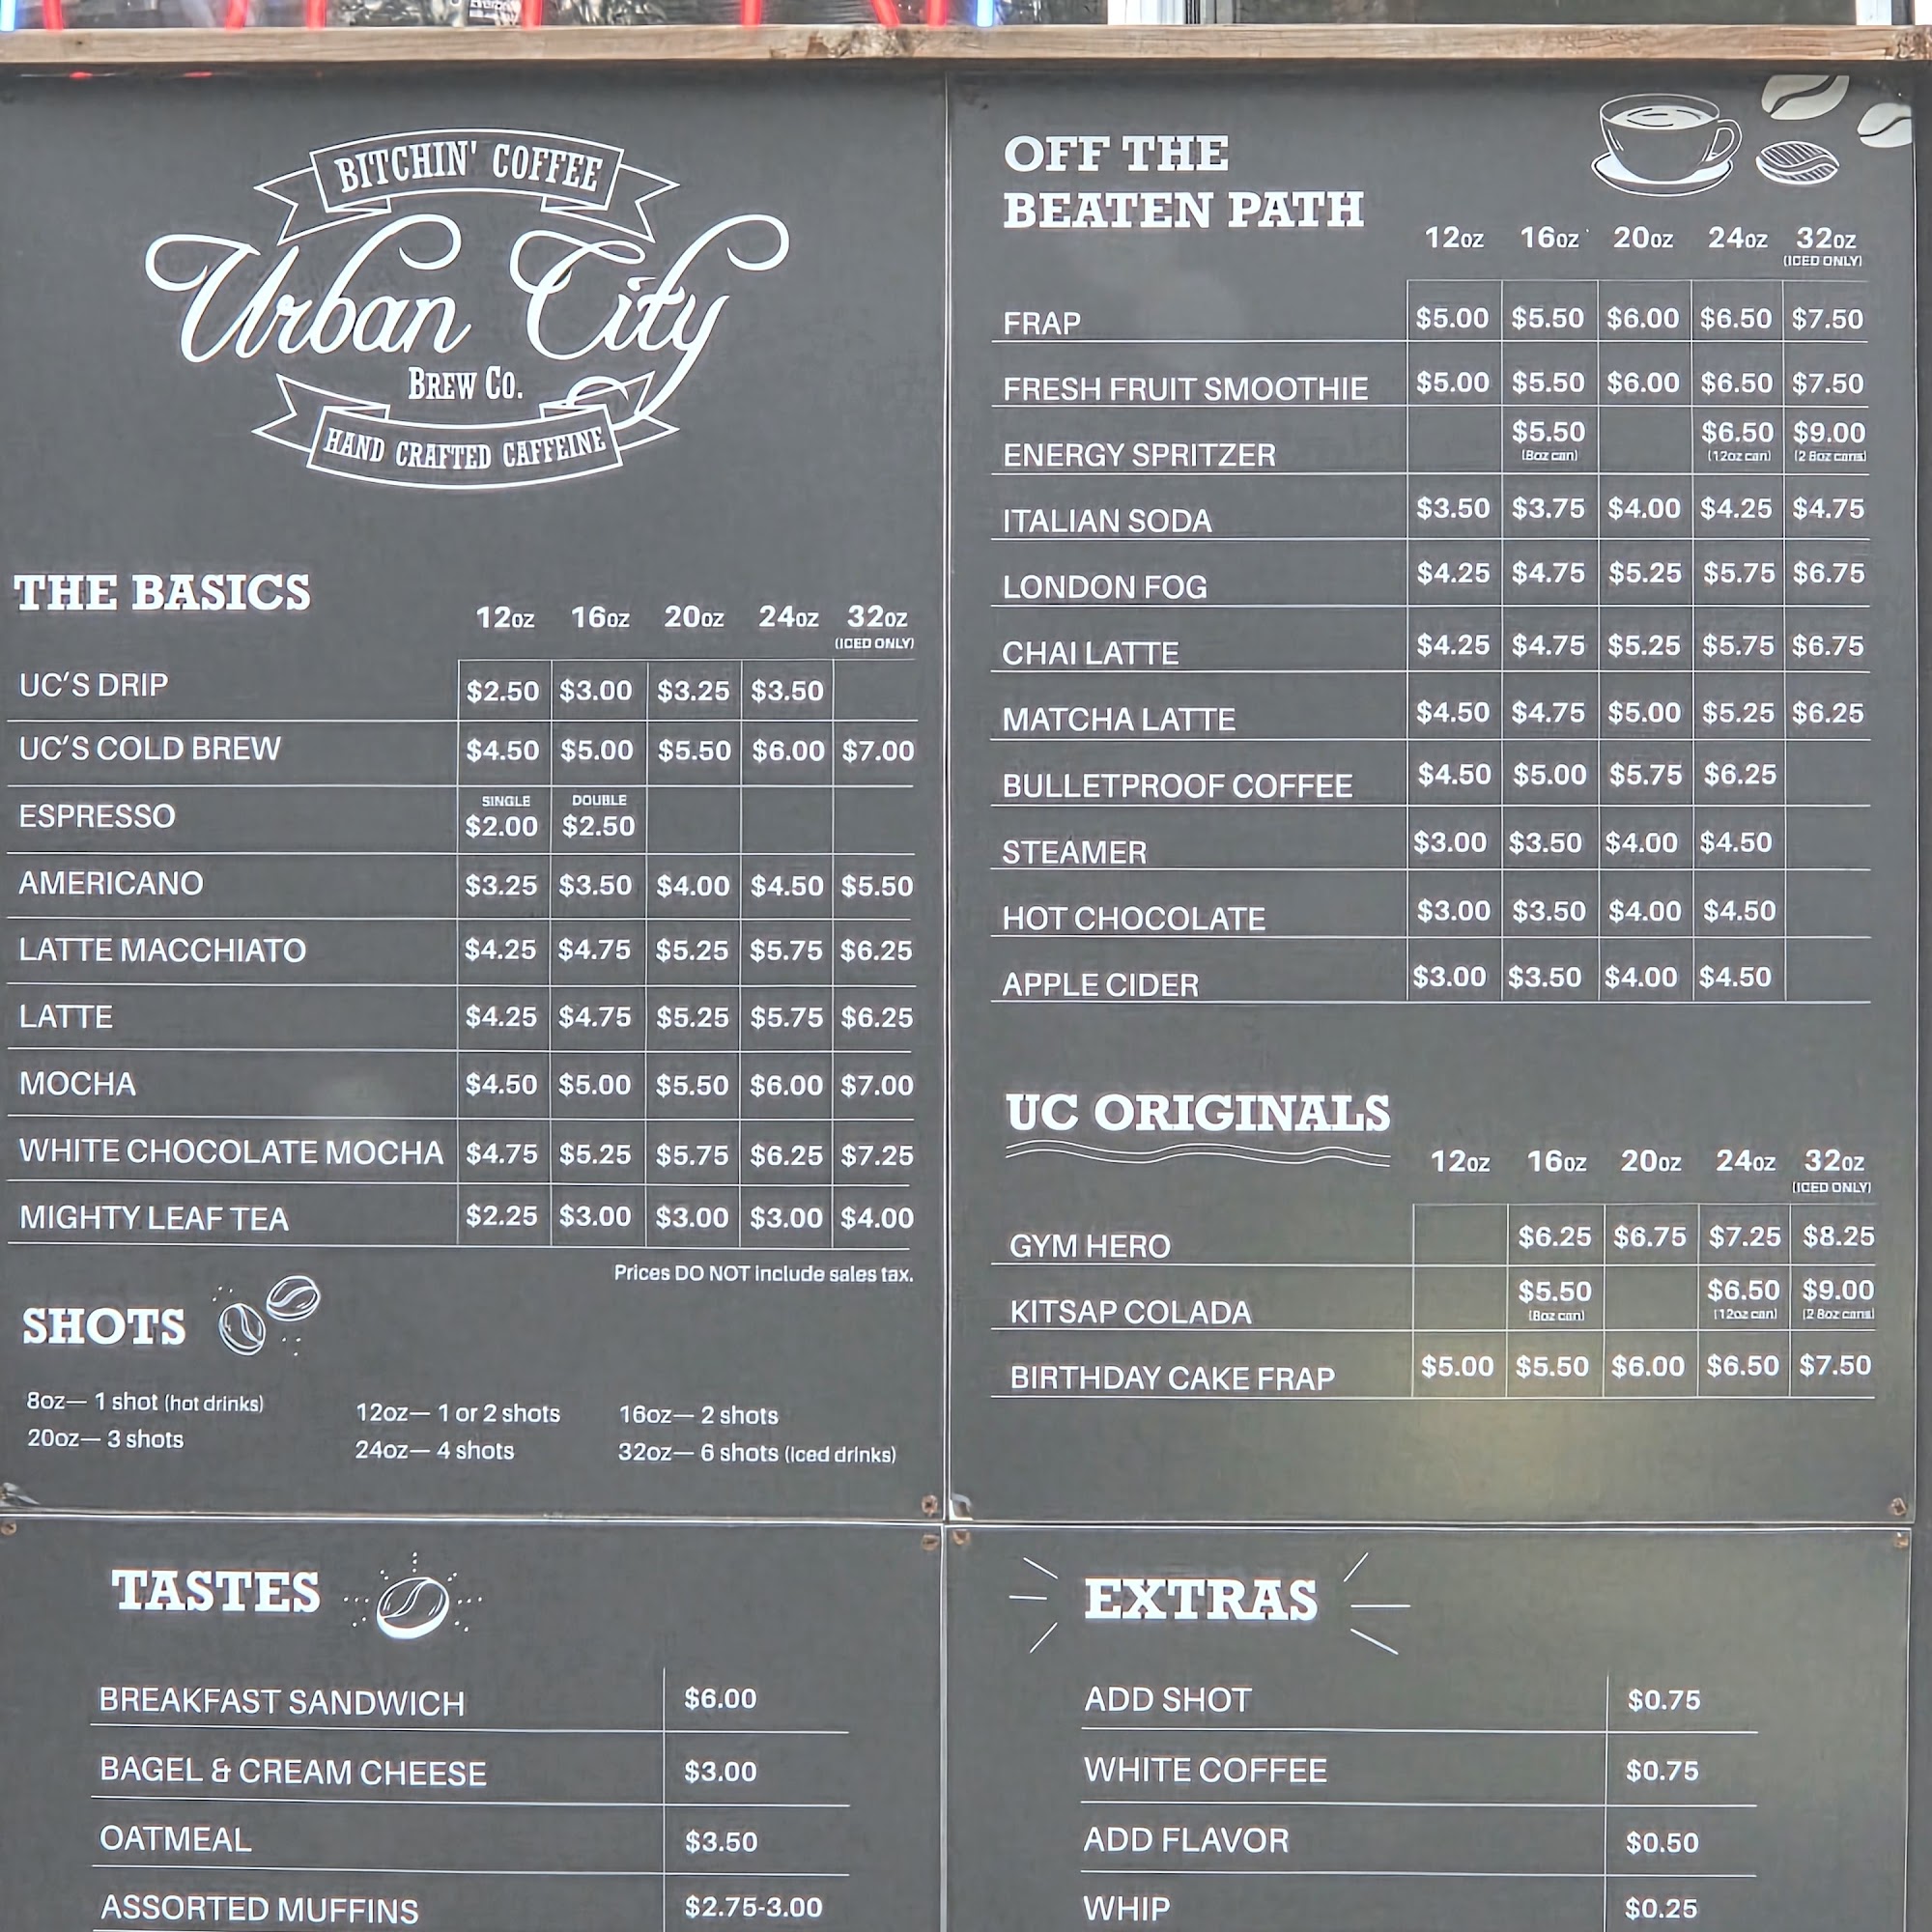 BITCHIN' COFFEE
Urban City
BREW CO.
HAND CRAFTED CAFFEINE
THE BASICS
12oz 16oz 20oz 24oz 32oz
(ICED ONLY)
UC'S DRIP $2.50 $3.00 $3.25 $3.50
UC'S COLD BREW $4.50 $5.00 $5.50 $6.00 $7.00
SINGLE DOUBLE
ESPRESSO $2.00 $2.50
AMERICANO $3.25 $3.50 $4.00 $4.50 $5.50
LATTE MACCHIATO $4.25 $4.75 $5.25 $5.75 $6.25
LATTE $4.25 $4.75 $5.25 $5.75 $6.25
MOCHA $4.50 $5.00 $5.50 $6.00 $7.00
WHITE CHOCOLATE MOCHA $4.75 $5.25 $5.75 $6.25 $7.25
MIGHTY LEAF TEA $2.25 $3.00 $3.00 $3.00 $4.00
Prices DO NOT include sales tax.
SHOTS
8oz— 1 shot (hot drinks) 12oz— 1 or 2 shots 16oz— 2 shots
20oz— 3 shots 24oz— 4 shots 32oz— 6 shots (iced drinks)
OFF THE
BEATEN PATH
12oz 16oz 20oz 24oz 32oz
(ICED ONLY)
FRAP $5.00 $5.50 $6.00 $6.50 $7.50
FRESH FRUIT SMOOTHIE $5.00 $5.50 $6.00 $6.50 $7.50
ENERGY SPRITZER $5.50 $6.50 $9.00
(8oz can) (12oz can) (2 8oz cans)
ITALIAN SODA $3.50 $3.75 $4.00 $4.25 $4.75
LONDON FOG $4.25 $4.75 $5.25 $5.75 $6.75
CHAI LATTE $4.25 $4.75 $5.25 $5.75 $6.75
MATCHA LATTE $4.50 $4.75 $5.00 $5.25 $6.25
BULLETPROOF COFFEE $4.50 $5.00 $5.75 $6.25
STEAMER $3.00 $3.50 $4.00 $4.50
HOT CHOCOLATE $3.00 $3.50 $4.00 $4.50
APPLE CIDER $3.00 $3.50 $4.00 $4.50
UC ORIGINALS
12oz 16oz 20oz 24oz 32oz
(ICED ONLY)
GYM HERO $6.25 $6.75 $7.25 $8.25
KITSAP COLADA $5.50 $6.50 $9.00
(8oz can) (12oz can) (2 8oz cans)
BIRTHDAY CAKE FRAP $5.00 $5.50 $6.00 $6.50 $7.50
TASTES
BREAKFAST SANDWICH $6.00
BAGEL & CREAM CHEESE $3.00
OATMEAL $3.50
ASSORTED MUFFINS $2.75-3.00
EXTRAS
ADD SHOT $0.75
WHITE COFFEE $0.75
ADD FLAVOR $0.50
WHIP $0.25